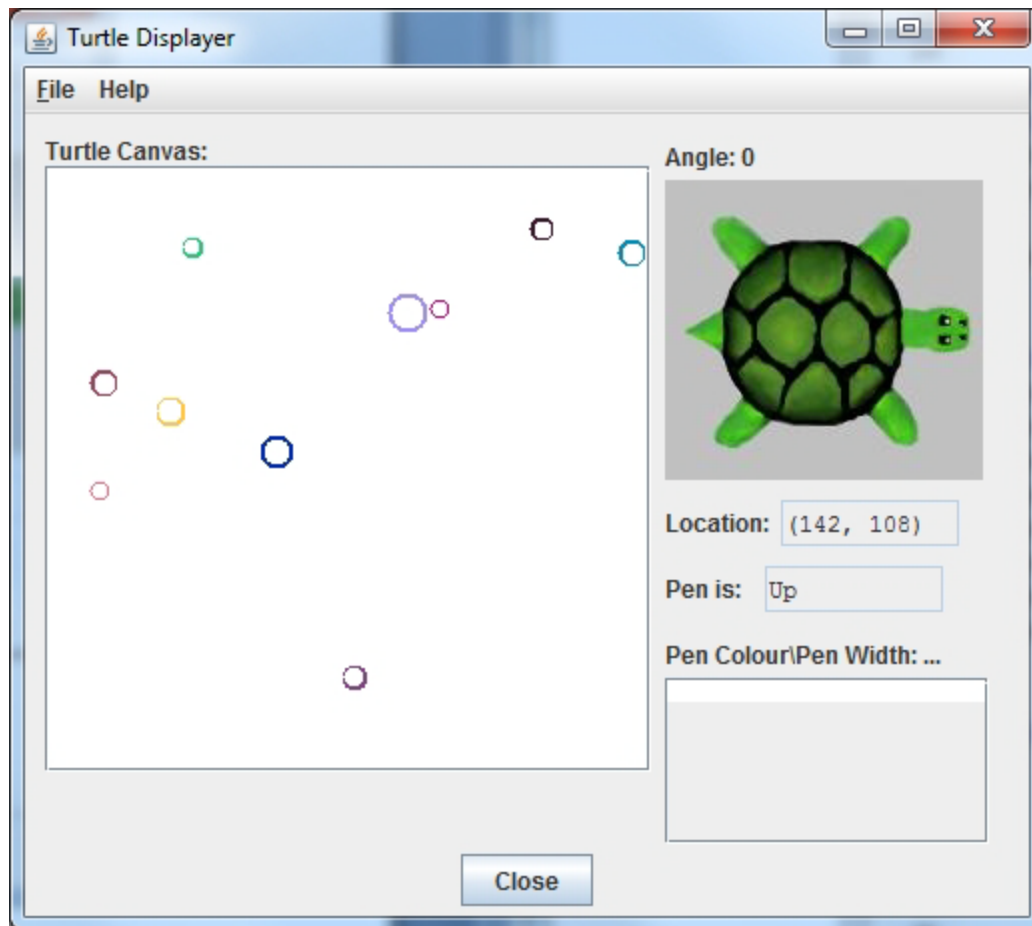 Turtle Displayer
File Help
Turtle Canvas:
Angle: 0
Location: (142, 108)
Pen is: Up
Pen Colour\Pen Width: ...
Close